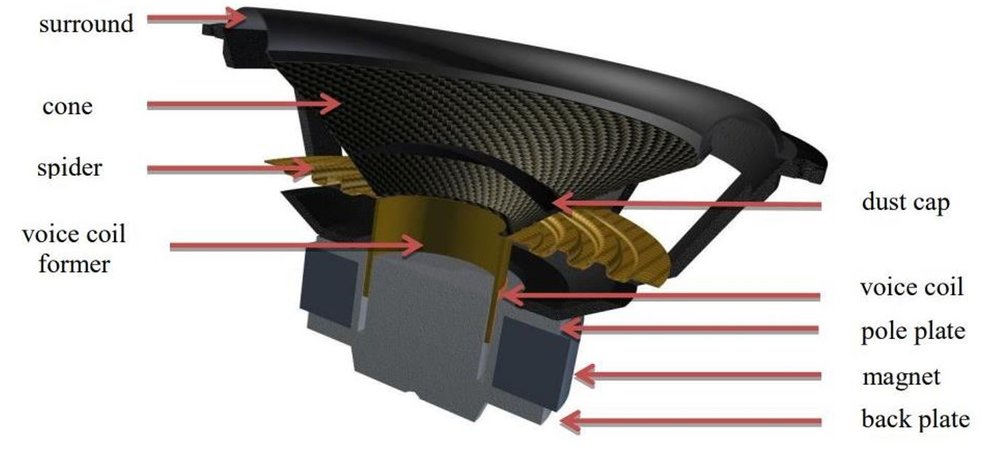 surround
cone
spider
voice coil
former
dust cap
voice coil
pole plate
magnet
back plate